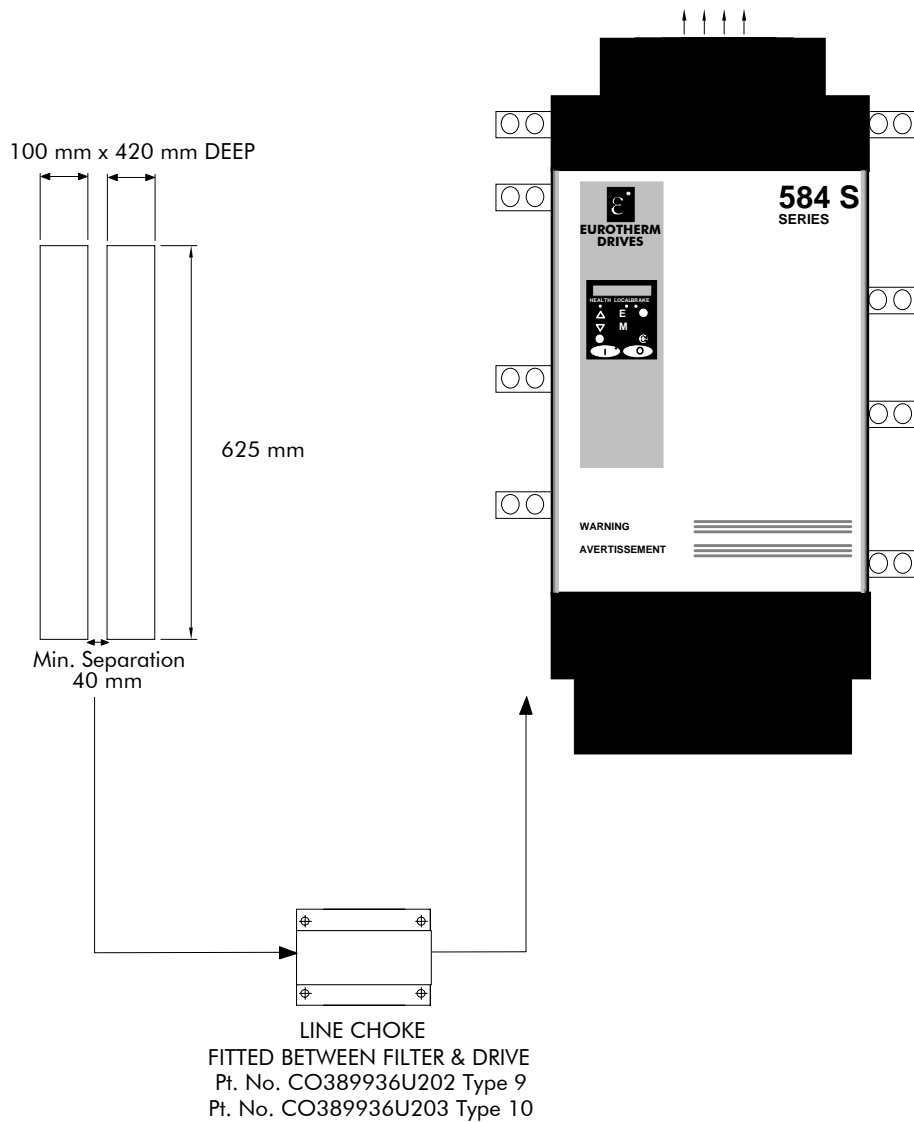 100 mm x 420 mm DEEP
625 mm
Min. Separation
40 mm
584 S
SERIES
ε
EUROTHERM
DRIVES
HEALTH LOCAL BRAKE
E
M
I
O
WARNING
AVERTISSEMENT
LINE CHOKE
FITTED BETWEEN FILTER & DRIVE
Pt. No. CO389936U202 Type 9
Pt. No. CO389936U203 Type 10